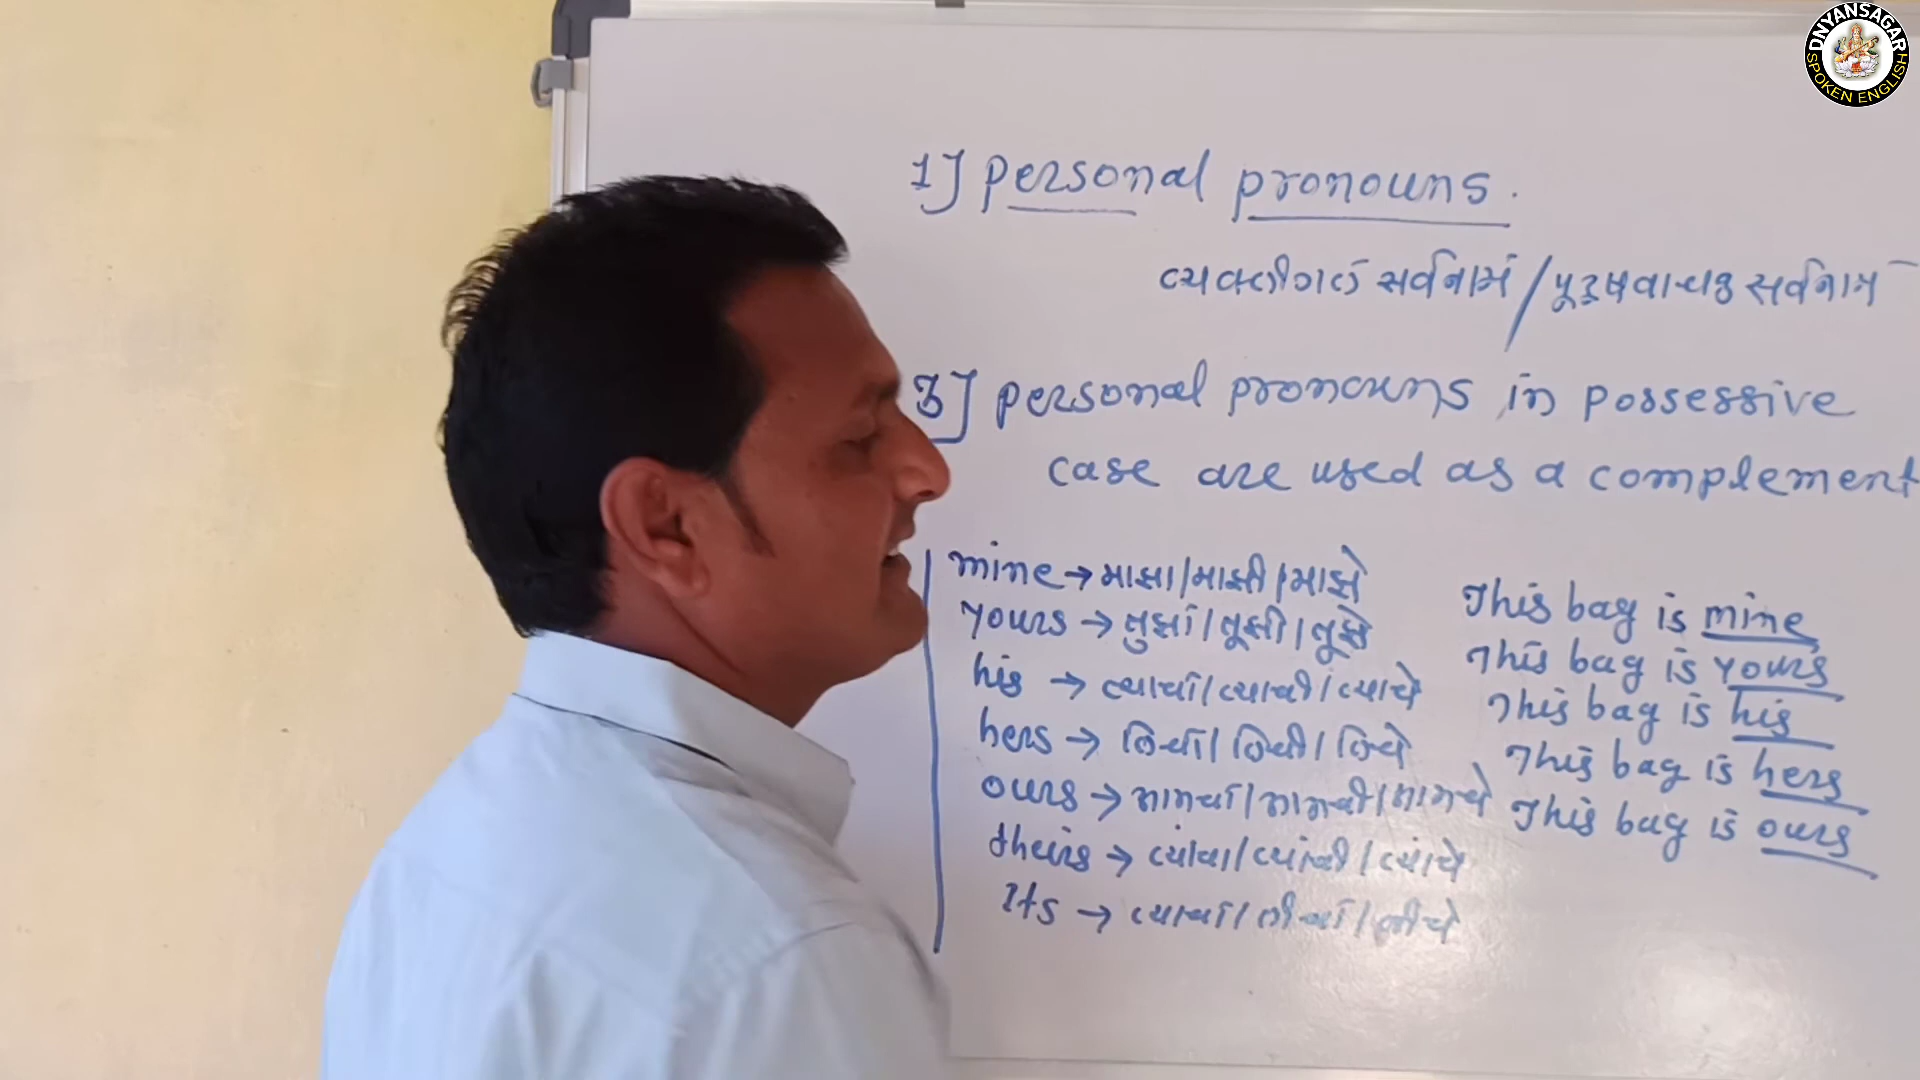 DNYANSAGAR
SPOKEN ENGLISH
1] personal pronouns.
व्यक्तीगत सर्वनाम / पुरुषवाचक सर्वनाम
3] personal pronouns in possessive
case are used as a complement
mine → माझा / माझी / माझे
yours → तुझा / तूझी / तूझे
his → त्याचा / त्याची / त्याचे
hers → तिचा / तिची / तिचे
ours → आमचा / आमची / आमचे
theirs → त्यांचा / त्यांची / त्यांचे
Its → त्याचा / तीचा / तीचे
This bag is mine
This bag is yours
This bag is his
This bag is hers
This bag is ours